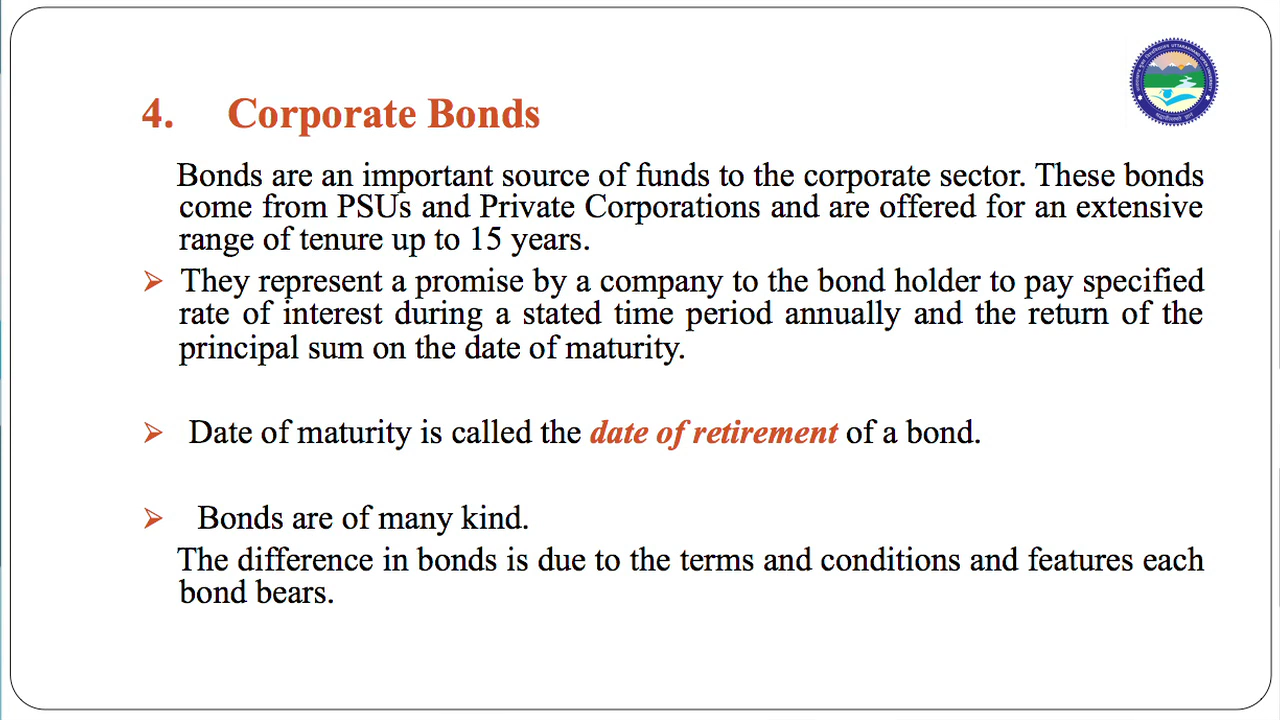 4. Corporate Bonds
Bonds are an important source of funds to the corporate sector. These bonds
come from PSUs and Private Corporations and are offered for an extensive
range of tenure up to 15 years.
They represent a promise by a company to the bond holder to pay specified
rate of interest during a stated time period annually and the return of the
principal sum on the date of maturity.
Date of maturity is called the date of retirement of a bond.
Bonds are of many kind.
The difference in bonds is due to the terms and conditions and features each
bond bears.